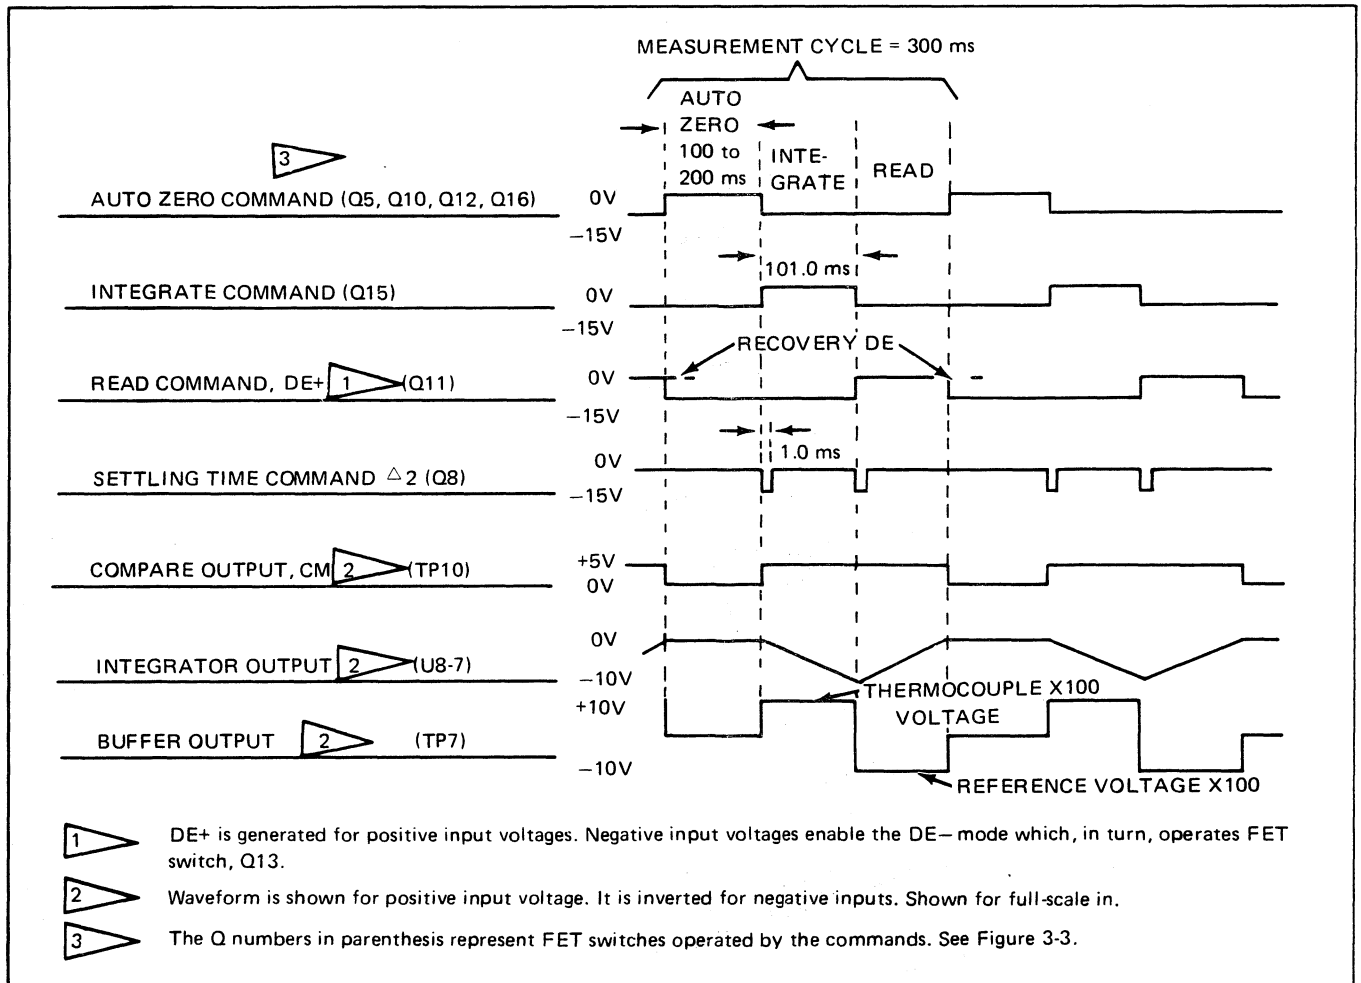 MEASUREMENT CYCLE = 300 ms
AUTO
ZERO
100 to
200 ms
INTE-
GRATE
READ
3
AUTO ZERO COMMAND (Q5, Q10, Q12, Q16)
0V
−15V
101.0 ms
INTEGRATE COMMAND (Q15)
0V
−15V
RECOVERY DE
READ COMMAND, DE+ 1 (Q11)
0V
−15V
1.0 ms
SETTLING TIME COMMAND △2 (Q8)
0V
−15V
COMPARE OUTPUT, CM 2 (TP10)
+5V
0V
INTEGRATOR OUTPUT 2 (U8-7)
0V
−10V
THERMOCOUPLE X100
VOLTAGE
BUFFER OUTPUT 2 (TP7)
+10V
−10V
REFERENCE VOLTAGE X100
1 DE+ is generated for positive input voltages. Negative input voltages enable the DE− mode which, in turn, operates FET
switch, Q13.
2 Waveform is shown for positive input voltage. It is inverted for negative inputs. Shown for full-scale in.
3 The Q numbers in parenthesis represent FET switches operated by the commands. See Figure 3-3.